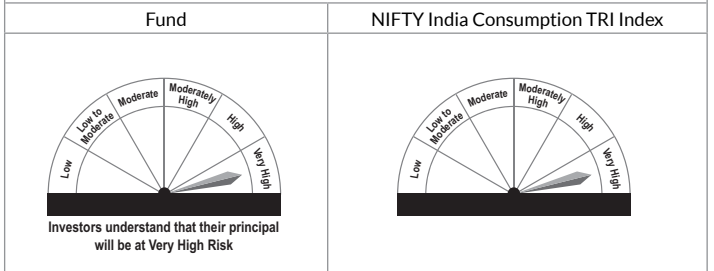 Fund
NIFTY India Consumption TRI Index
Low
Low to
Moderate
Moderate
Moderately
High
High
Very High
Investors understand that their principal
will be at Very High Risk
Low
Low to
Moderate
Moderate
Moderately
High
High
Very High